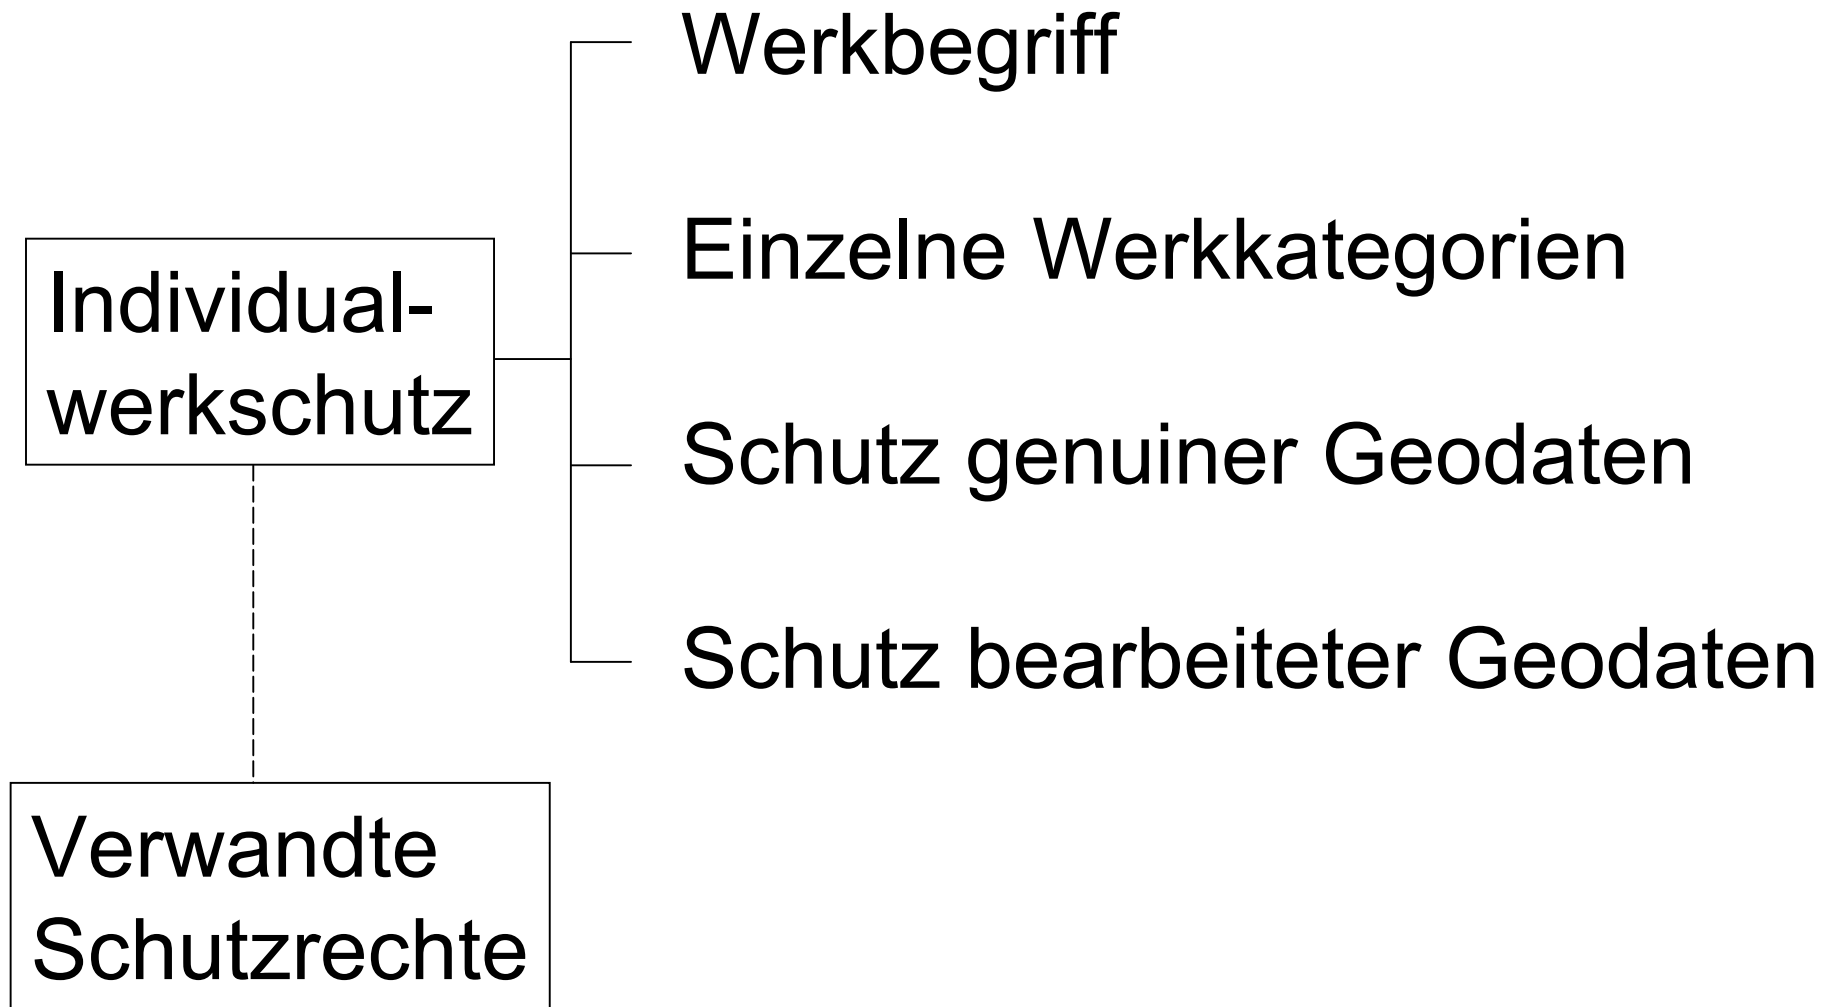 Werkbegriff
Einzelne Werkkategorien
Individual-
werkschutz
Schutz genuiner Geodaten
Schutz bearbeiteter Geodaten
Verwandte
Schutzrechte